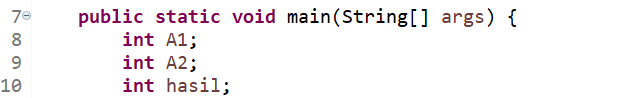 7 public static void main(String[] args) {
8 int A1;
9 int A2;
10 int hasil;